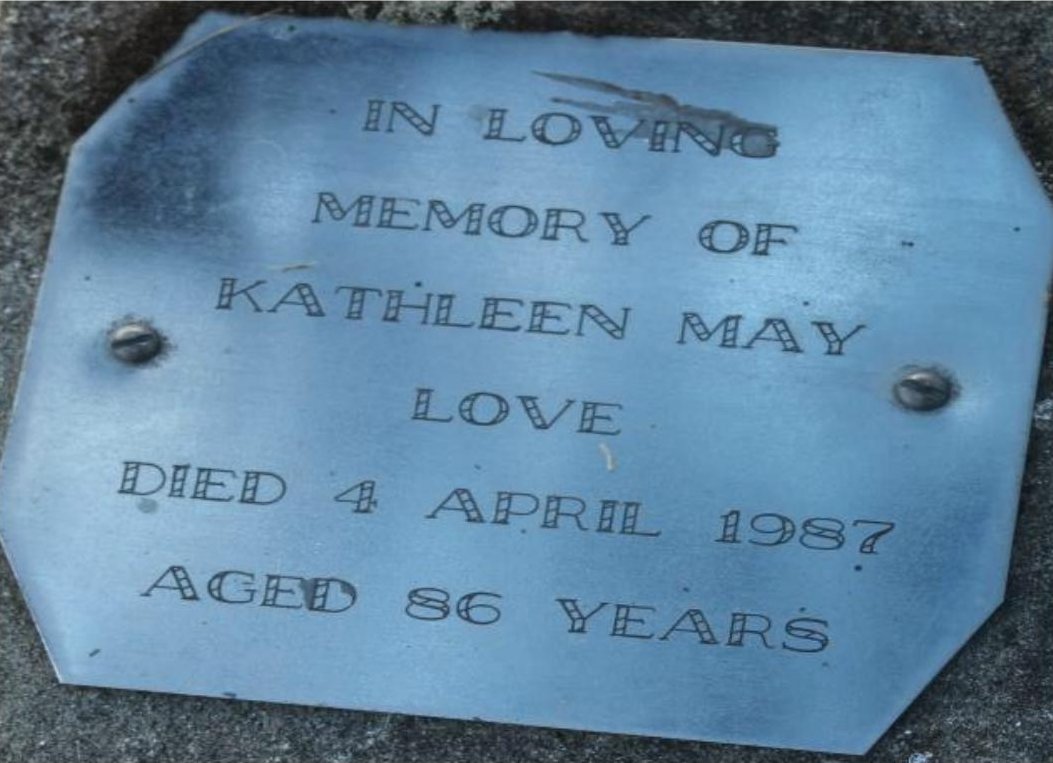 IN LOVING
MEMORY OF
KATHLEEN MAY
LOVE
DIED 4 APRIL 1987
AGED 86 YEARS